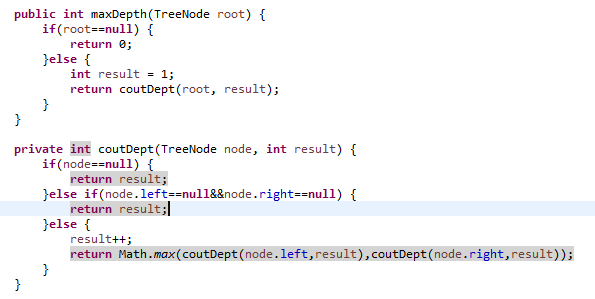 public int maxDepth(TreeNode root) {
if(root==null) {
return 0;
}else {
int result = 1;
return coutDept(root, result);
}
}
private int coutDept(TreeNode node, int result) {
if(node==null) {
return result;
}else if(node.left==null&&node.right==null) {
return result;
}else {
result++;
return Math.max(coutDept(node.left,result),coutDept(node.right,result));
}
}